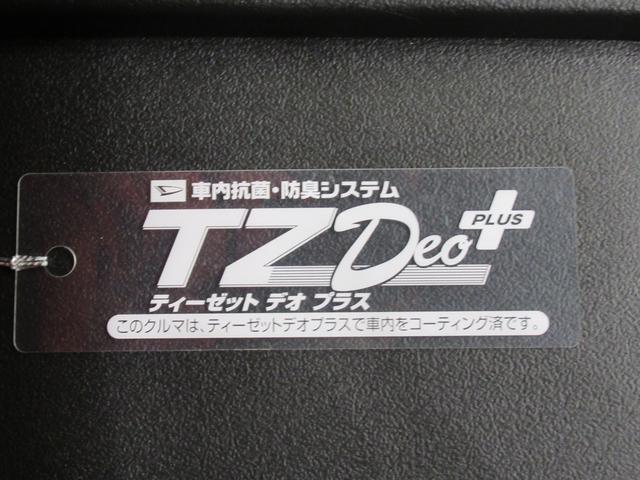 車内抗菌・防臭システム
TZ Deo PLUS
ティーゼット デオ プラス
このクルマは、ティーゼットデオプラスで車内をコーティング済です。